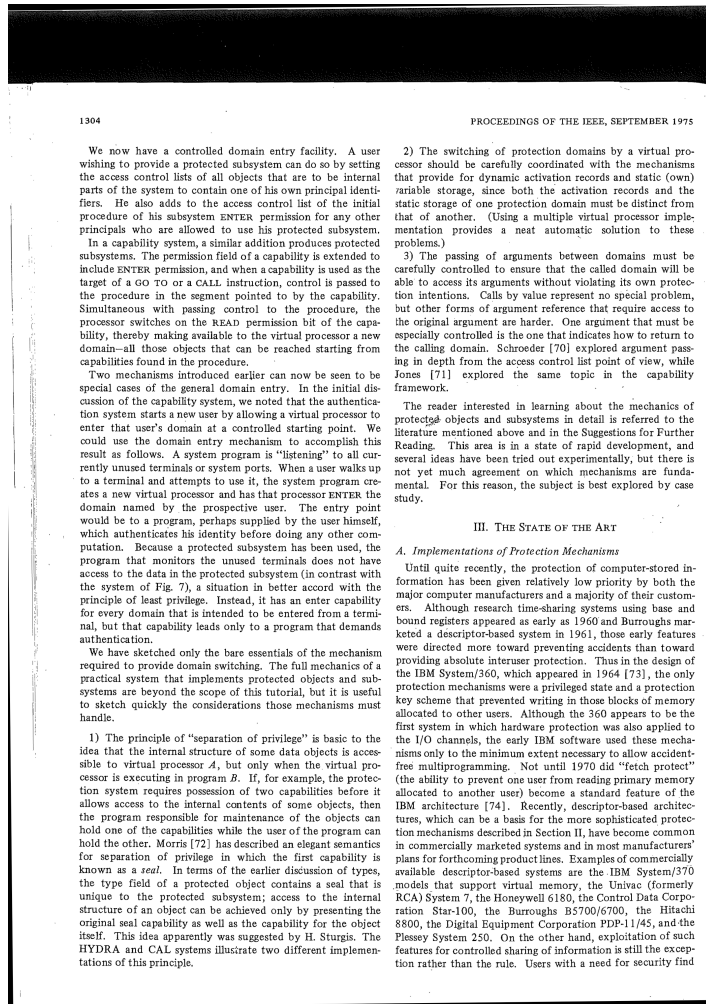 1304
PROCEEDINGS OF THE IEEE, SEPTEMBER 1975
We now have a controlled domain entry facility. A user
wishing to provide a protected subsystem can do so by setting
the access control lists of all objects that are to be internal
parts of the system to contain one of his own principal identi-
fiers. He also adds to the access control list of the initial
procedure of his subsystem ENTER permission for any other
principals who are allowed to use his protected subsystem.
In a capability system, a similar addition produces protected
subsystems. The permission field of a capability is extended to
include ENTER permission, and when a capability is used as the
target of a GO TO or a CALL instruction, control is passed to
the procedure in the segment pointed to by the capability.
Simultaneous with passing control to the procedure, the
processor switches on the READ permission bit of the capa-
bility, thereby making available to the virtual processor a new
domain—all those objects that can be reached starting from
capabilities found in the procedure.
Two mechanisms introduced earlier can now be seen to be
special cases of the general domain entry. In the initial dis-
cussion of the capability system, we noted that the authentica-
tion system starts a new user by allowing a virtual processor to
enter that user's domain at a controlled starting point. We
could use the domain entry mechanism to accomplish this
result as follows. A system program is "listening" to all cur-
rently unused terminals or system ports. When a user walks up
to a terminal and attempts to use it, the system program cre-
ates a new virtual processor and has that processor ENTER the
domain named by the prospective user. The entry point
would be to a program, perhaps supplied by the user himself,
which authenticates his identity before doing any other com-
putation. Because a protected subsystem has been used, the
program that monitors the unused terminals does not have
access to the data in the protected subsystem (in contrast with
the system of Fig. 7), a situation in better accord with the
principle of least privilege. Instead, it has an enter capability
for every domain that is intended to be entered from a termi-
nal, but that capability leads only to a program that demands
authentication.
We have sketched only the bare essentials of the mechanism
required to provide domain switching. The full mechanics of a
practical system that implements protected objects and sub-
systems are beyond the scope of this tutorial, but it is useful
to sketch quickly the considerations those mechanisms must
handle.
1) The principle of "separation of privilege" is basic to the
idea that the internal structure of some data objects is acces-
sible to virtual processor A, but only when the virtual pro-
cessor is executing in program B. If, for example, the protec-
tion system requires possession of two capabilities before it
allows access to the internal contents of some objects, then
the program responsible for maintenance of the objects can
hold one of the capabilities while the user of the program can
hold the other. Morris [72] has described an elegant semantics
for separation of privilege in which the first capability is
known as a seal. In terms of the earlier discussion of types,
the type field of a protected object contains a seal that is
unique to the protected subsystem; access to the internal
structure of an object can be achieved only by presenting the
original seal capability as well as the capability for the object
itself. This idea apparently was suggested by H. Sturgis. The
HYDRA and CAL systems illustrate two different implemen-
tations of this principle.
2) The switching of protection domains by a virtual pro-
cessor should be carefully coordinated with the mechanisms
that provide for dynamic activation records and static (own)
variable storage, since both the activation records and the
static storage of one protection domain must be distinct from
that of another. (Using a multiple virtual processor imple-
mentation provides a neat automatic solution to these
problems.)
3) The passing of arguments between domains must be
carefully controlled to ensure that the called domain will be
able to access its arguments without violating its own protec-
tion intentions. Calls by value represent no special problem,
but other forms of argument reference that require access to
the original argument are harder. One argument that must be
especially controlled is the one that indicates how to return to
the calling domain. Schroeder [70] explored argument pass-
ing in depth from the access control list point of view, while
Jones [71] explored the same topic in the capability
framework.
The reader interested in learning about the mechanics of
protected objects and subsystems in detail is referred to the
literature mentioned above and in the Suggestions for Further
Reading. This area is in a state of rapid development, and
several ideas have been tried out experimentally, but there is
not yet much agreement on which mechanisms are funda-
mental. For this reason, the subject is best explored by case
study.
III. THE STATE OF THE ART
A. Implementations of Protection Mechanisms
Until quite recently, the protection of computer-stored in-
formation has been given relatively low priority by both the
major computer manufacturers and a majority of their custom-
ers. Although research time-sharing systems using base and
bound registers appeared as early as 1960 and Burroughs mar-
keted a descriptor-based system in 1961, those early features
were directed more toward preventing accidents than toward
providing absolute interuser protection. Thus in the design of
the IBM System/360, which appeared in 1964 [73], the only
protection mechanisms were a privileged state and a protection
key scheme that prevented writing in those blocks of memory
allocated to other users. Although the 360 appears to be the
first system in which hardware protection was also applied to
the I/O channels, the early IBM software used these mecha-
nisms only to the minimum extent necessary to allow accident-
free multiprogramming. Not until 1970 did "fetch protect"
(the ability to prevent one user from reading primary memory
allocated to another user) become a standard feature of the
IBM architecture [74]. Recently, descriptor-based architec-
tures, which can be a basis for the more sophisticated protec-
tion mechanisms described in Section II, have become common
in commercially marketed systems and in most manufacturers'
plans for forthcoming product lines. Examples of commercially
available descriptor-based systems are the IBM System/370
models that support virtual memory, the Univac (formerly
RCA) System 7, the Honeywell 6180, the Control Data Corpo-
ration Star-100, the Burroughs B5700/6700, the Hitachi
8800, the Digital Equipment Corporation PDP-11/45, and the
Plessey System 250. On the other hand, exploitation of such
features for controlled sharing of information is still the excep-
tion rather than the rule. Users with a need for security find